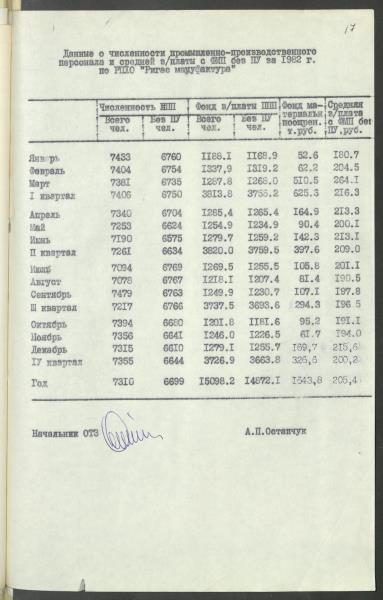 17
Данные о численности промышленно-производственного
персонала и средней з/платы с ФМП без ПУ за 1982 г.
по РПХО "Ригас мануфактура"
Численность ППП Фонд з/платы ППП Фонд ма- Средняя
Всего Без ПУ Всего Без ПУ териальн. з/плата
чел. чел. поощрен. с ФМП без
т.руб. ПУ,руб.
Январь 7433 6760 1188.1 1168.9 52.6 180.7
Февраль 7404 6754 1337,9 1319.2 62.2 204.5
Март 7381 6735 1287.8 1268.0 510.5 264.1
I квартал 7406 6750 3813.8 625.3 216.3
Апрель 7340 6704 1285,4 1265.4 164.9 213.3
Май 7253 6624 1254.9 1234.9 90.4 200.1
Июнь 7190 6575 1279.7 1259.2 142.3 213.1
II квартал 7261 6634 3820.0 3759.5 397.6 209.0
Июль 7094 6769 1269.5 1255.5 105.8 201.1
Август 7078 6767 1218.1 1207.4 81.4 190.5
Сентябрь 7479 6763 1249.9 1230.7 107.1 197.8
III квартал 7217 6766 3737.5 3693.6 294.3 196.5
Октябрь 7394 6680 1201.8 1181.6 95.2 191.1
Ноябрь 7356 6641 1246.0 1226.5 61.7 194.0
Декабрь 7315 6610 1279.1 1255.7 169,7 215,6
IУ квартал 7355 6644 3726.9 3663.8 326,6 200,2
Год 7310 6699 15098.2 14872.1 1643,8 205,4
Начальник ОТЗ А.П.Остапчук